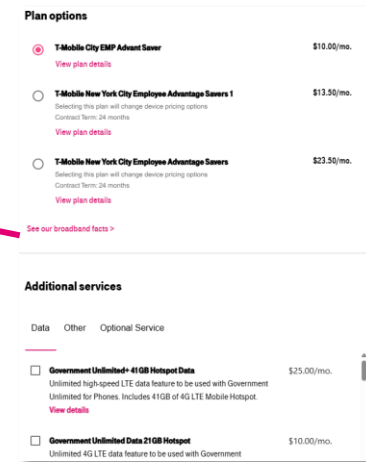 Plan options
T-Mobile City EMP Advant Saver
$10.00/mo.
View plan details
T-Mobile New York City Employee Advantage Savers 1
$13.50/mo.
Selecting this plan will change device pricing options
Contract Term: 24 months
View plan details
T-Mobile New York City Employee Advantage Savers
$23.50/mo.
Selecting this plan will change device pricing options
Contract Term: 24 months
View plan details
See our broadband facts >
Additional services
Data Other Optional Service
Government Unlimited+ 41GB Hotspot Data
$25.00/mo.
Unlimited high-speed LTE data feature to be used with Government
Unlimited for Phones. Includes 41GB of 4G LTE Mobile Hotspot.
View details
Government Unlimited Data 21GB Hotspot
$10.00/mo.
Unlimited 4G LTE data feature to be used with Government